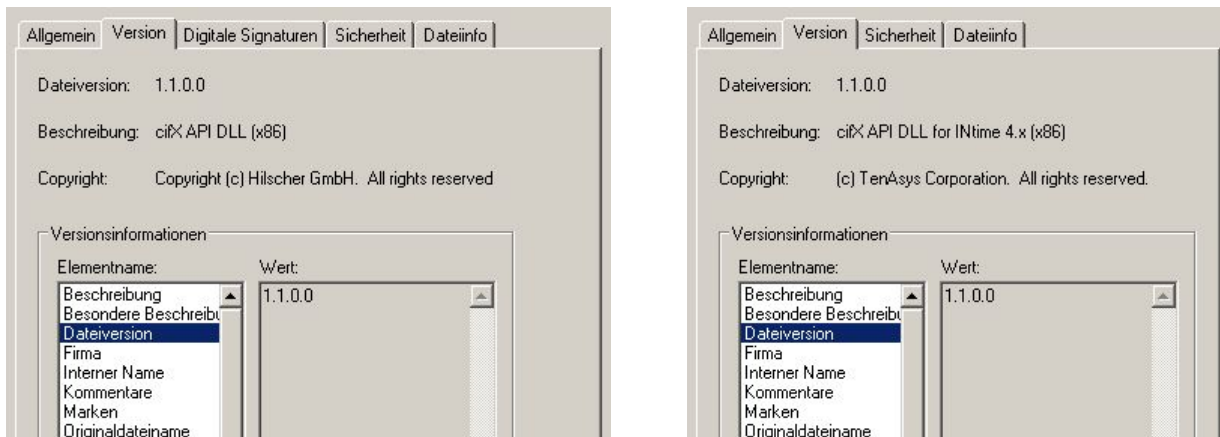 Allgemein Version Digitale Signaturen Sicherheit Dateiinfo
Dateiversion: 1.1.0.0
Beschreibung: cifX API DLL (x86)
Copyright: Copyright (c) Hilscher GmbH. All rights reserved
Versionsinformationen
Elementname: Wert:
Beschreibung 1.1.0.0
Besondere Beschreibu
Dateiversion
Firma
Interner Name
Kommentare
Marken
Originaldateiname
Allgemein Version Sicherheit Dateiinfo
Dateiversion: 1.1.0.0
Beschreibung: cifX API DLL for INtime 4.x (x86)
Copyright: (c) TenAsys Corporation. All rights reserved.
Versionsinformationen
Elementname: Wert:
Beschreibung 1.1.0.0
Besondere Beschreibu
Dateiversion
Firma
Interner Name
Kommentare
Marken
Originaldateiname